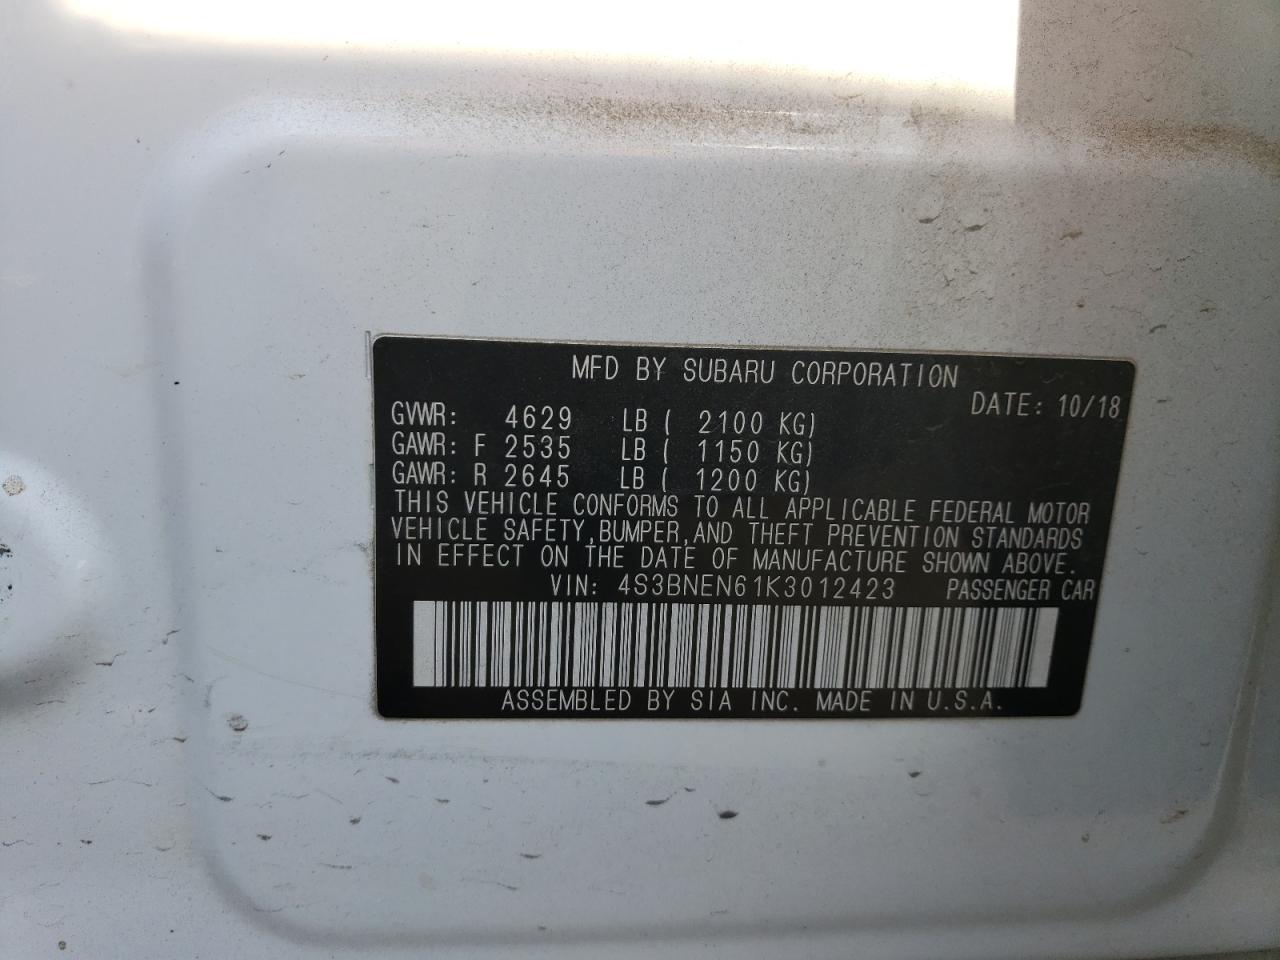 MFD BY SUBARU CORPORATION
DATE: 10/18
GVWR: 4629 LB ( 2100 KG)
GAWR: F 2535 LB ( 1150 KG)
GAWR: R 2645 LB ( 1200 KG)
THIS VEHICLE CONFORMS TO ALL APPLICABLE FEDERAL MOTOR
VEHICLE SAFETY,BUMPER,AND THEFT PREVENTION STANDARDS
IN EFFECT ON THE DATE OF MANUFACTURE SHOWN ABOVE.
VIN: 4S3BNEN61K3012423 PASSENGER CAR
ASSEMBLED BY SIA INC. MADE IN U.S.A.